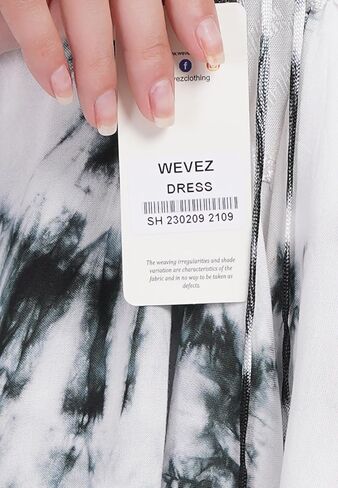 vezclothing
WEVEZ
DRESS
SH 230209 2109
The weaving irregularities and shade
variation are characteristics of the
fabric and in no way to be taken as
defects.